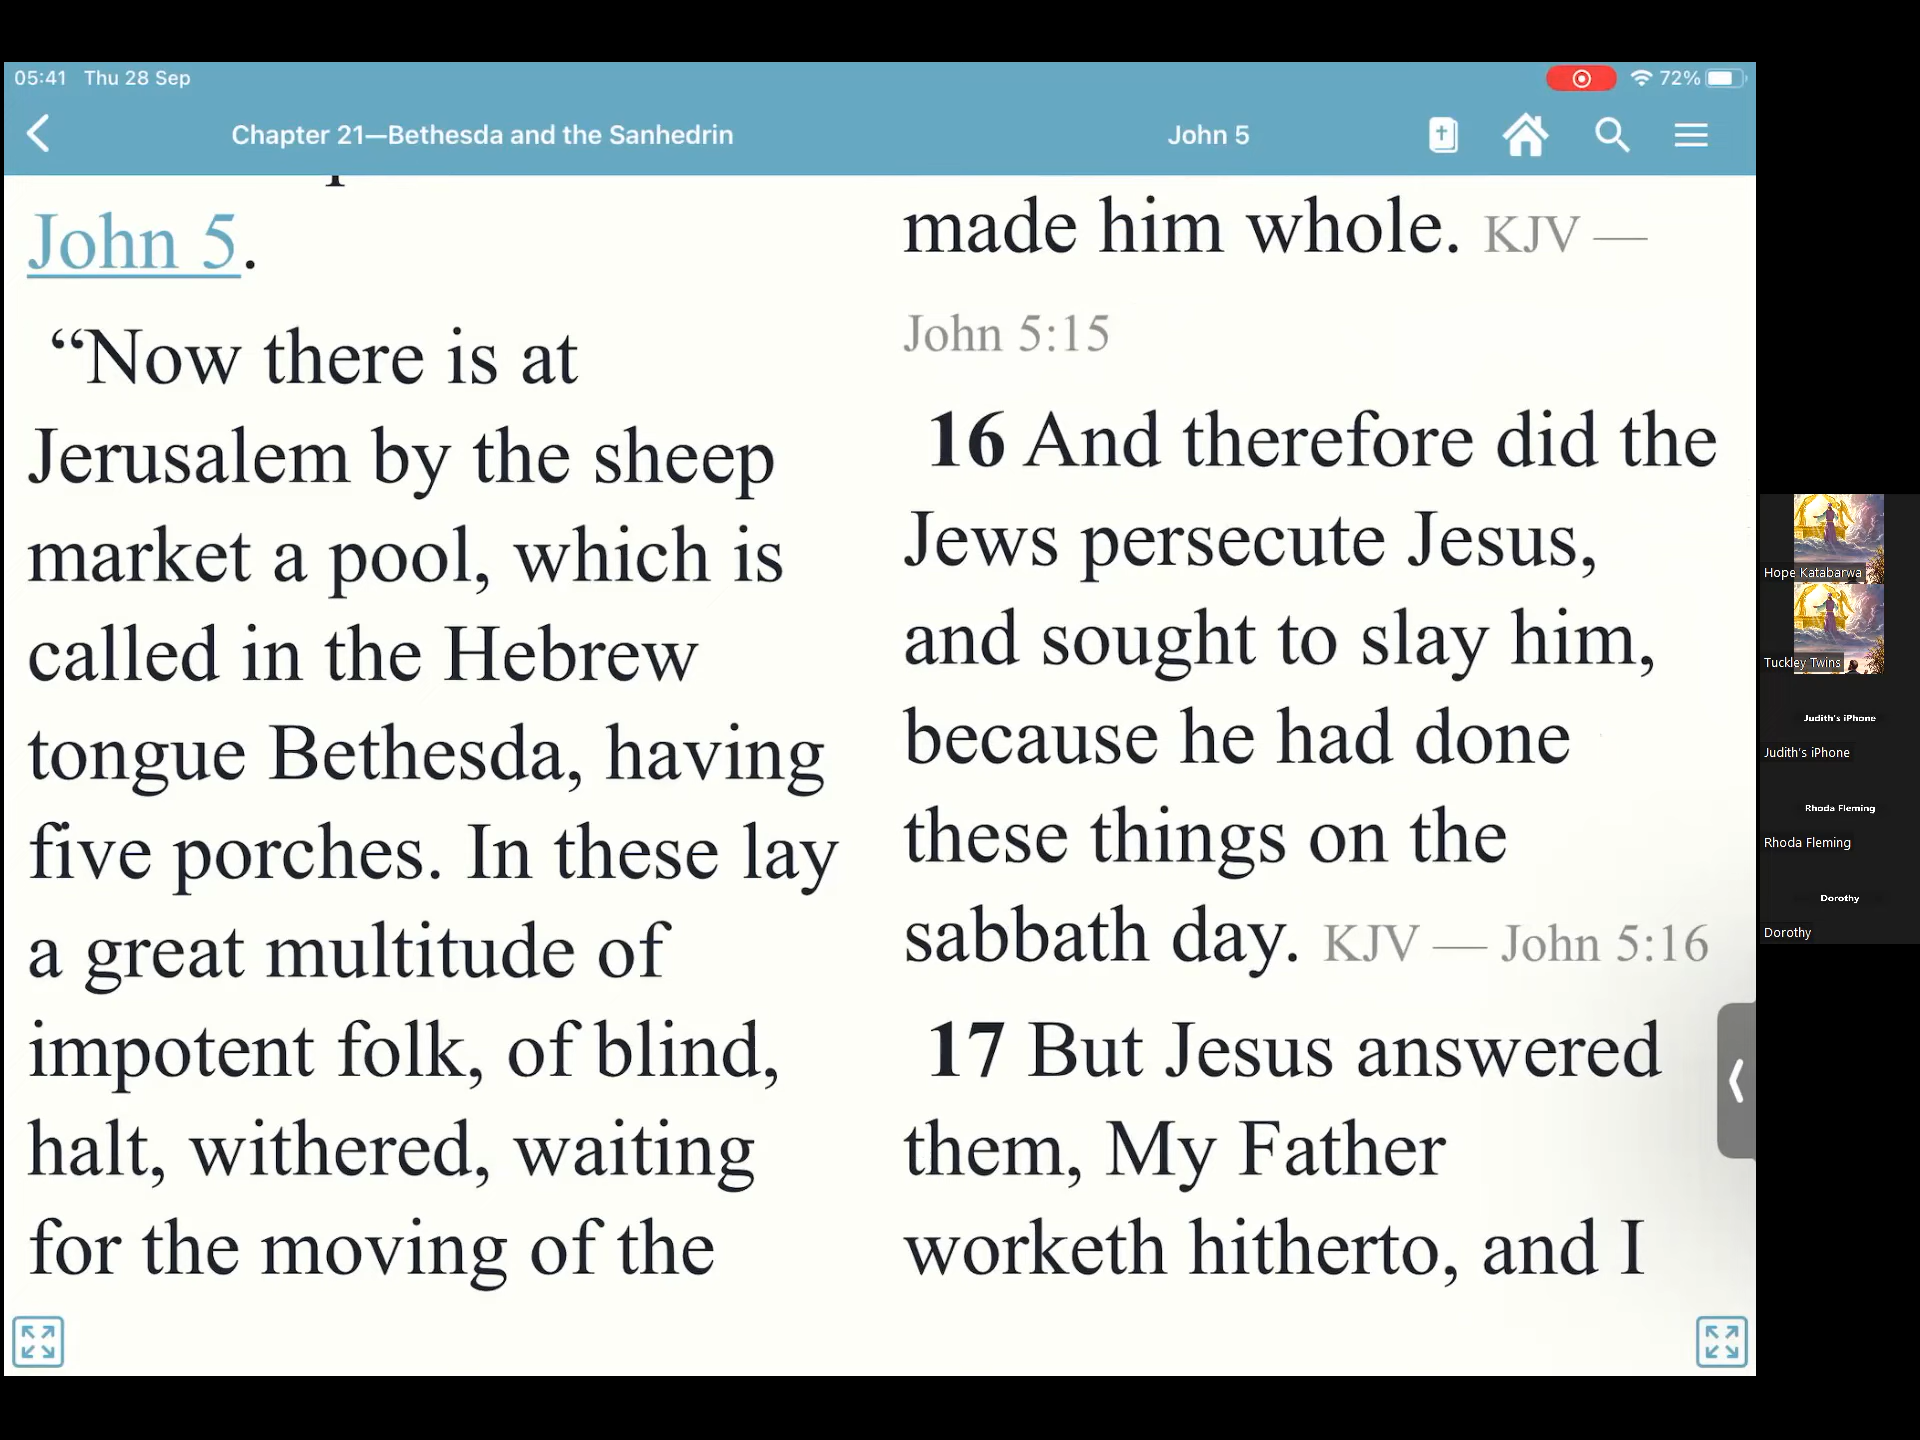 05:41 Thu 28 Sep
72%
Chapter 21—Bethesda and the Sanhedrin
John 5
John 5.
“Now there is at
Jerusalem by the sheep
market a pool, which is
called in the Hebrew
tongue Bethesda, having
five porches. In these lay
a great multitude of
impotent folk, of blind,
halt, withered, waiting
for the moving of the
made him whole. KJV —
John 5:15
16 And therefore did the
Jews persecute Jesus,
and sought to slay him,
because he had done
these things on the
sabbath day. KJV — John 5:16
17 But Jesus answered
them, My Father
worketh hitherto, and I
Hope Katabarwa
Tuckley Twins
Judith's iPhone
Judith's iPhone
Rhoda Fleming
Rhoda Fleming
Dorothy
Dorothy